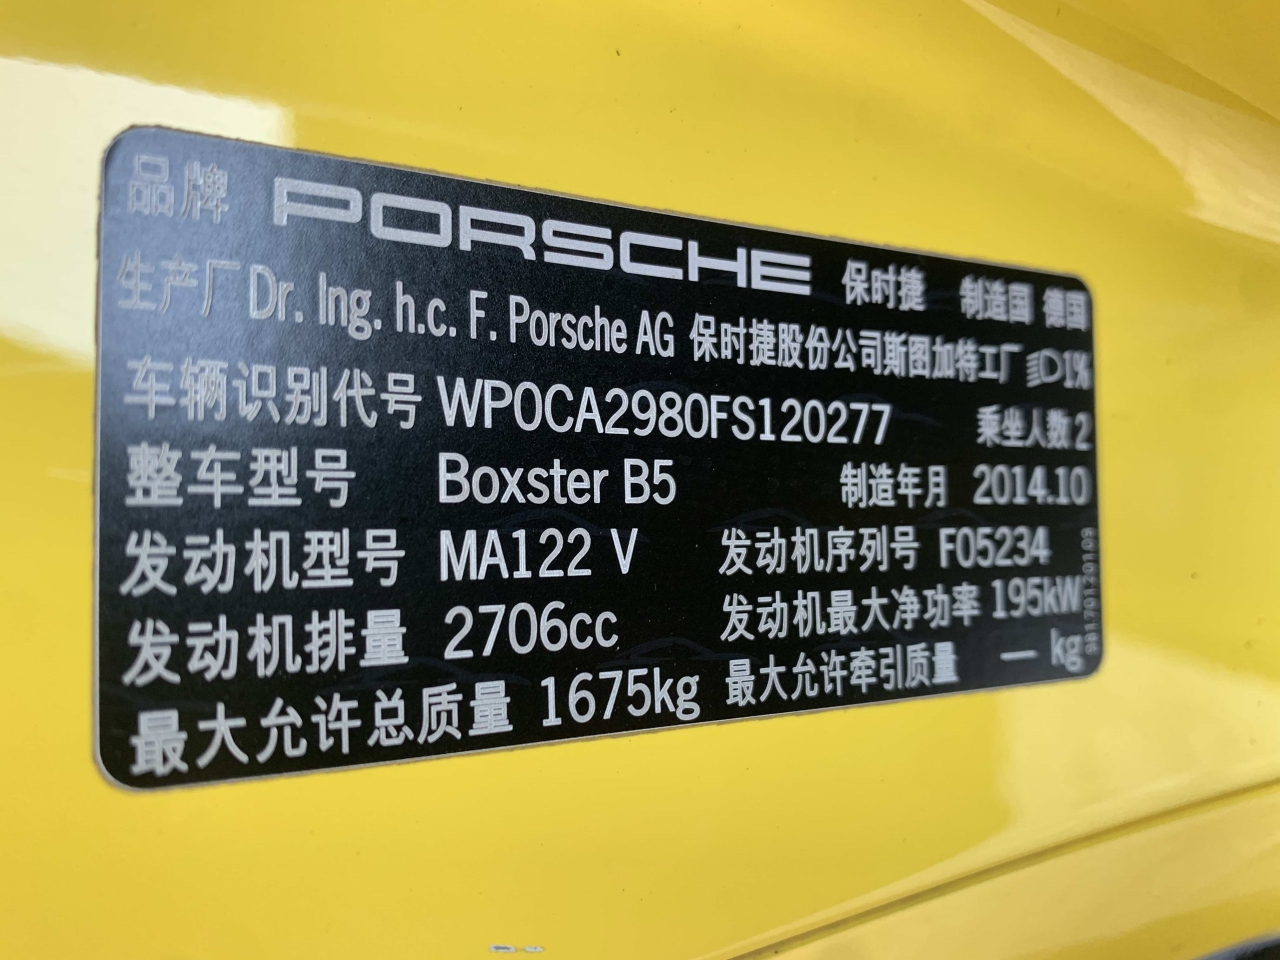 品牌 PORSCHE 保时捷 制造国 德国
生产厂 Dr. Ing. h.c. F. Porsche AG 保时捷股份公司斯图加特工厂 1%
车辆识别代号 WP0CA2980FS120277 乘坐人数 2
整车型号 Boxster B5 制造年月 2014.10
发动机型号 MA122 V 发动机序列号 F05234
发动机排量 2706cc 发动机最大净功率 195kW
最大允许总质量 1675kg 最大允许牵引质量 — kg